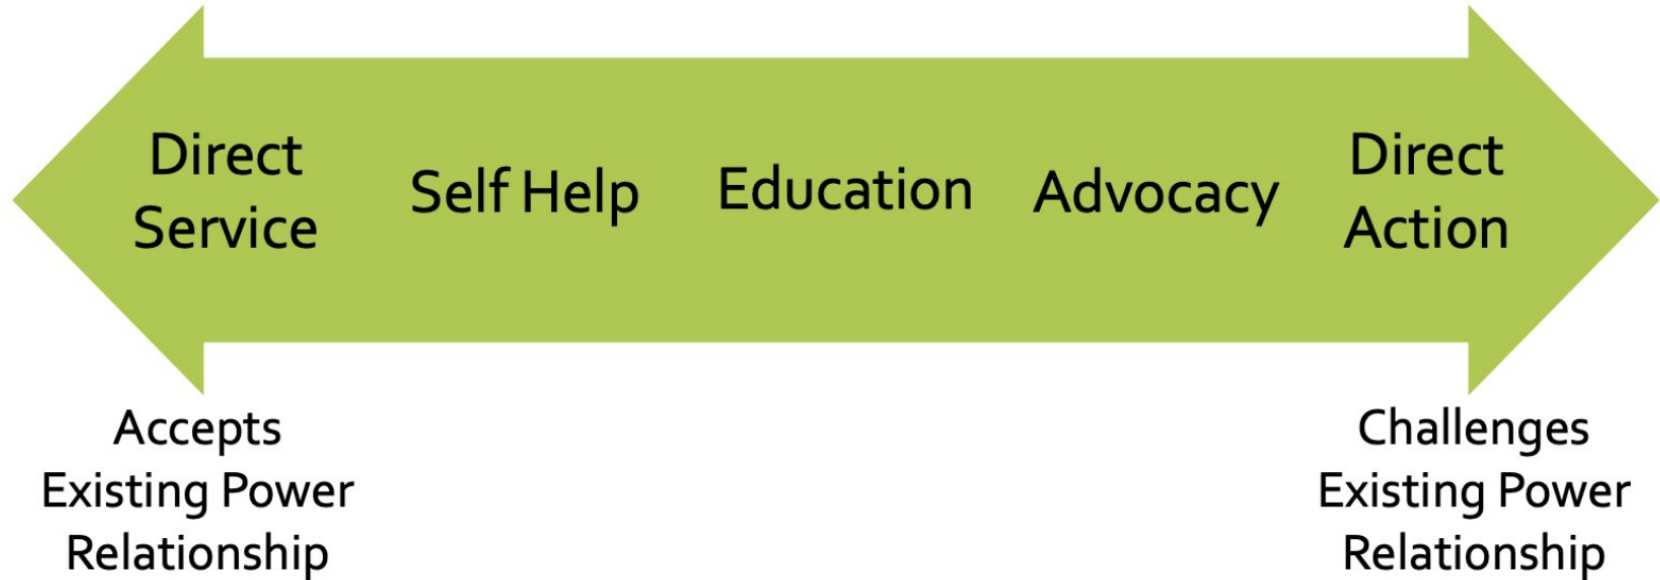 Direct
Service
Self Help
Education
Advocacy
Direct
Action
Accepts
Existing Power
Relationship
Challenges
Existing Power
Relationship